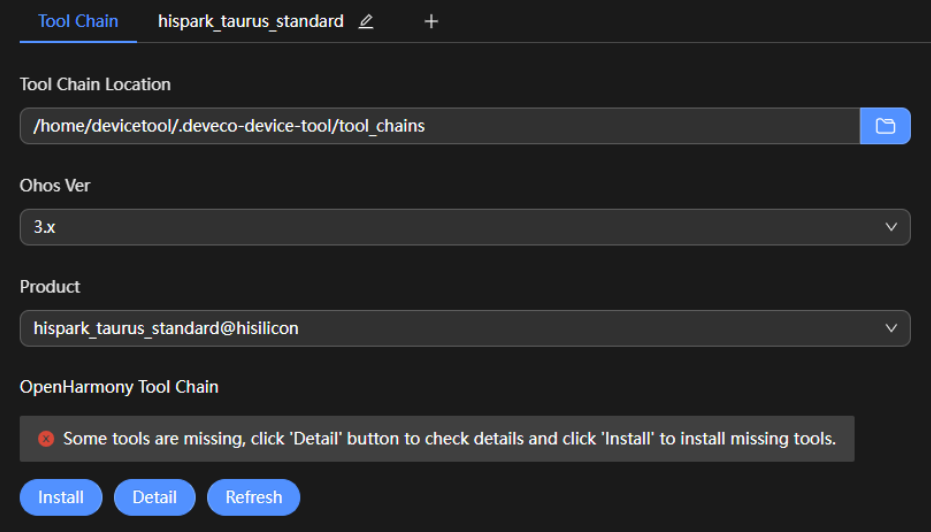 Tool Chain hispark_taurus_standard +
Tool Chain Location
/home/devicetool/.deveco-device-tool/tool_chains
Ohos Ver
3.x
Product
hispark_taurus_standard@hisilicon
OpenHarmony Tool Chain
Some tools are missing, click 'Detail' button to check details and click 'Install' to install missing tools.
Install Detail Refresh